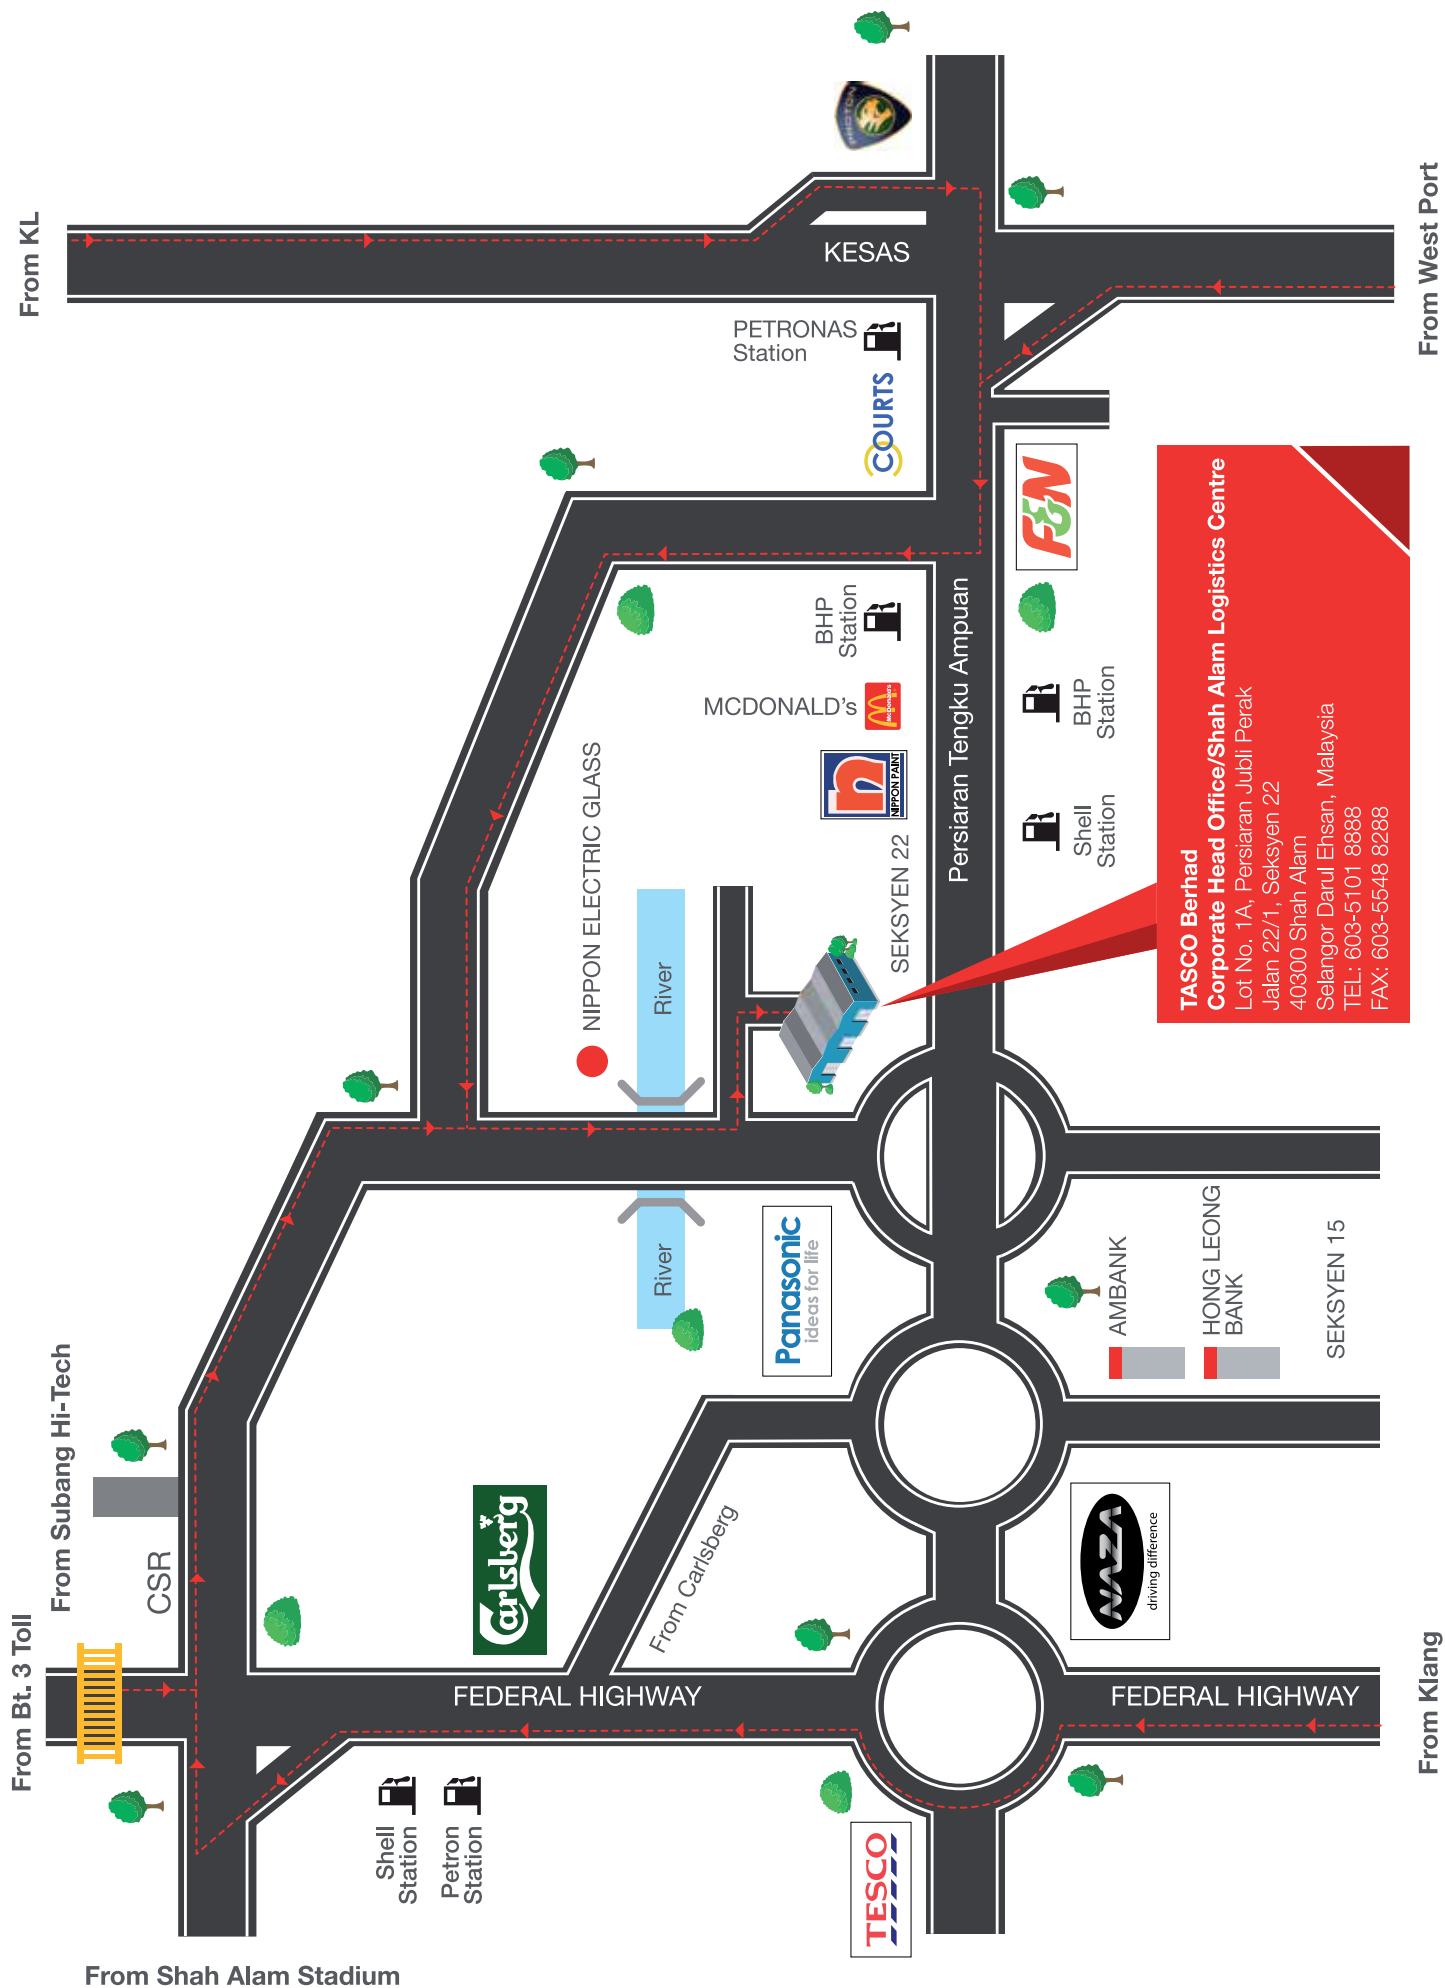 From KL
PROTON
KESAS
From West Port
PETRONAS
Station
COURTS
F&N
BHP
Station
MCDONALD's
McDonald's
NIPPON PAINT
NIPPON ELECTRIC GLASS
River
SEKSYEN 22
Persiaran Tengku Ampuan
BHP
Station
Shell
Station
TASCO Berhad
Corporate Head Office/Shah Alam Logistics Centre
Lot No. 1A, Persiaran Jubli Perak
Jalan 22/1, Seksyen 22
40300 Shah Alam
Selangor Darul Ehsan, Malaysia
TEL: 603-5101 8888
FAX: 603-5548 8288
River
Panasonic
ideas for life
AMBANK
HONG LEONG
BANK
SEKSYEN 15
From Subang Hi-Tech
CSR
Carlsberg
From Carlsberg
NAZA
driving difference
From Bt. 3 Toll
FEDERAL HIGHWAY
FEDERAL HIGHWAY
From Klang
Shell
Station
Petron
Station
TESCO
From Shah Alam Stadium